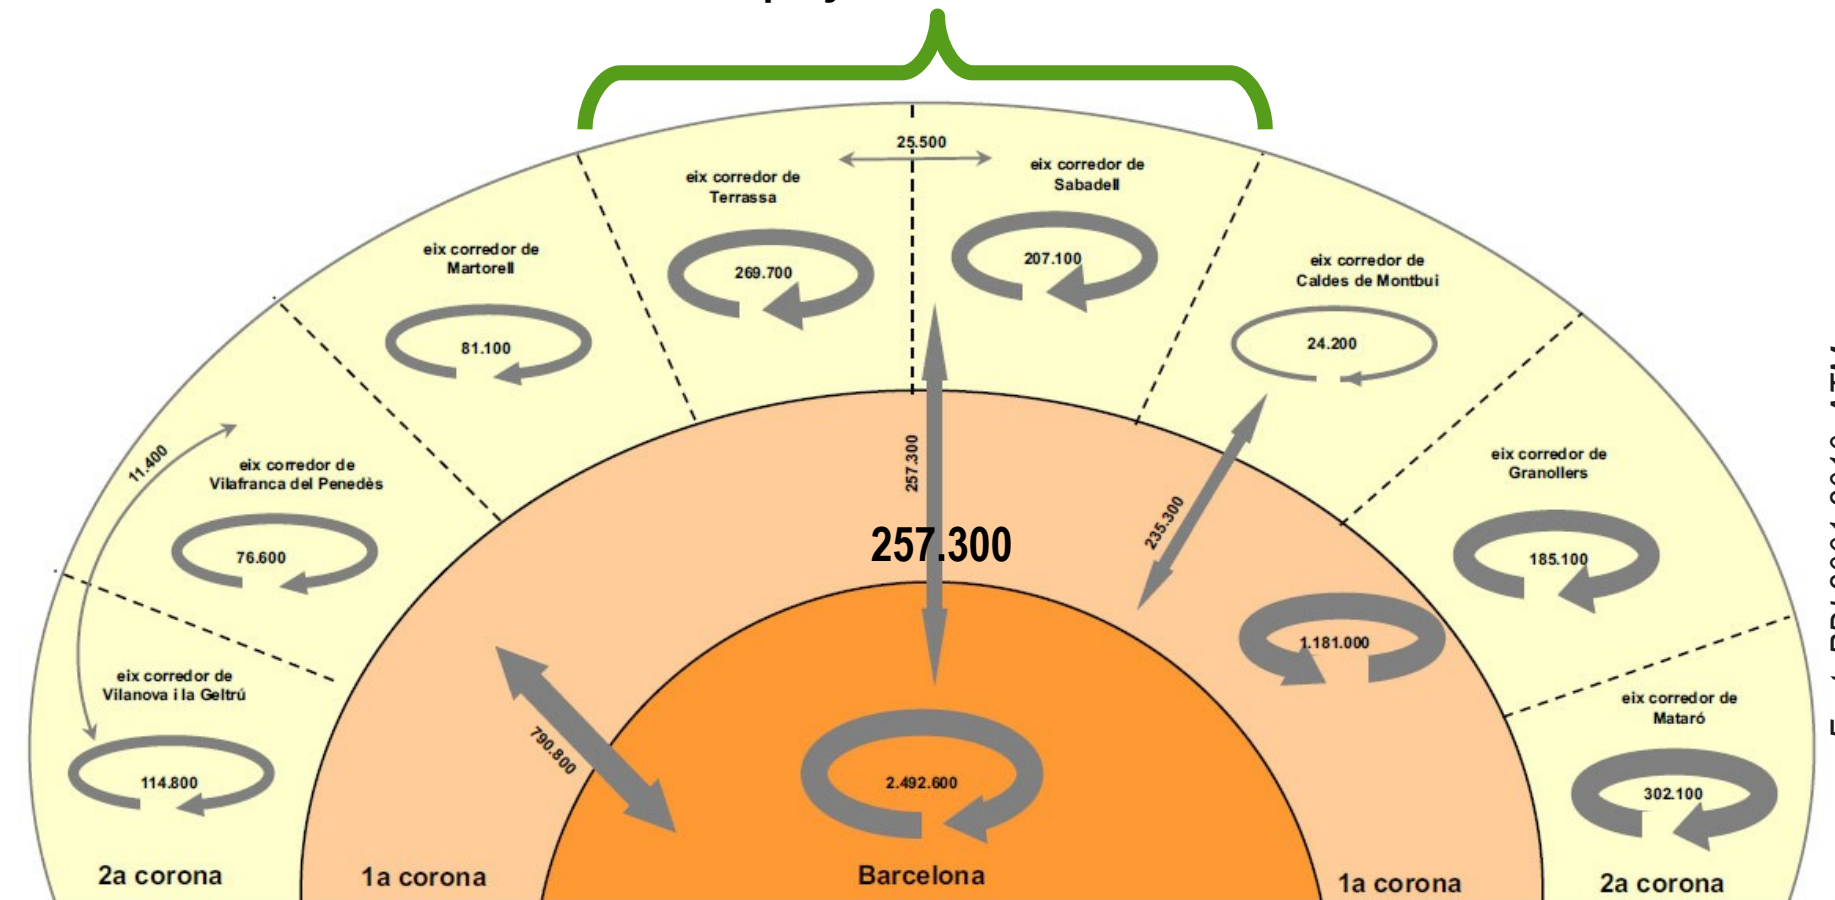 25.500
eix corredor de
Terrassa
269.700
eix corredor de
Sabadell
207.100
eix corredor de
Martorell
81.100
eix corredor de
Caldes de Montbui
24.200
11.400
eix corredor de
Vilafranca del Penedès
76.600
257.300
257.300
235.300
eix corredor de
Granollers
185.100
1.181.000
eix corredor de
Vilanova i la Geltrú
114.800
790.800
2.492.600
eix corredor de
Mataró
302.100
2a corona
1a corona
Barcelona
1a corona
2a corona